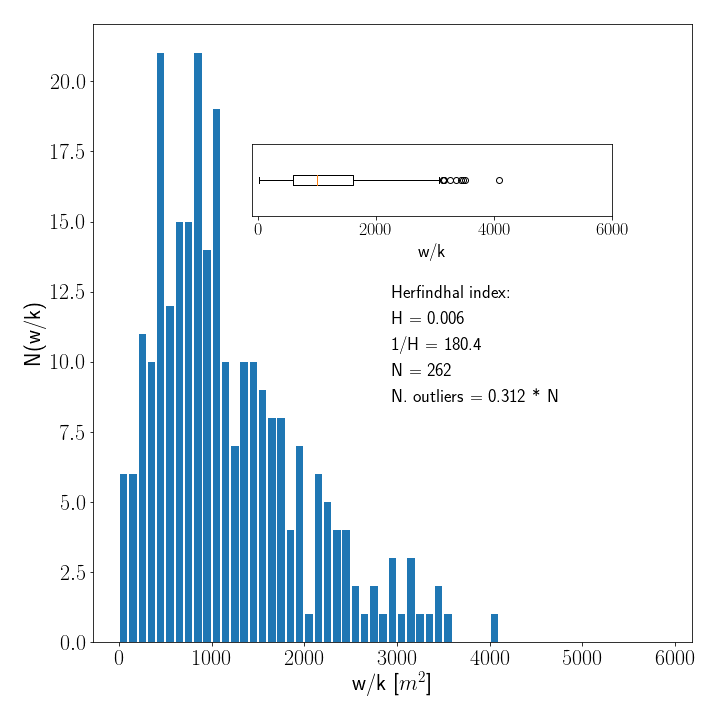 20.0
17.5
15.0
12.5
10.0
7.5
5.0
2.5
0.0
N(w/k)
0 2000 4000 6000
w/k
Herfindhal index:
H = 0.006
1/H = 180.4
N = 262
N. outliers = 0.312 * N
0 1000 2000 3000 4000 5000 6000
w/k [m²]